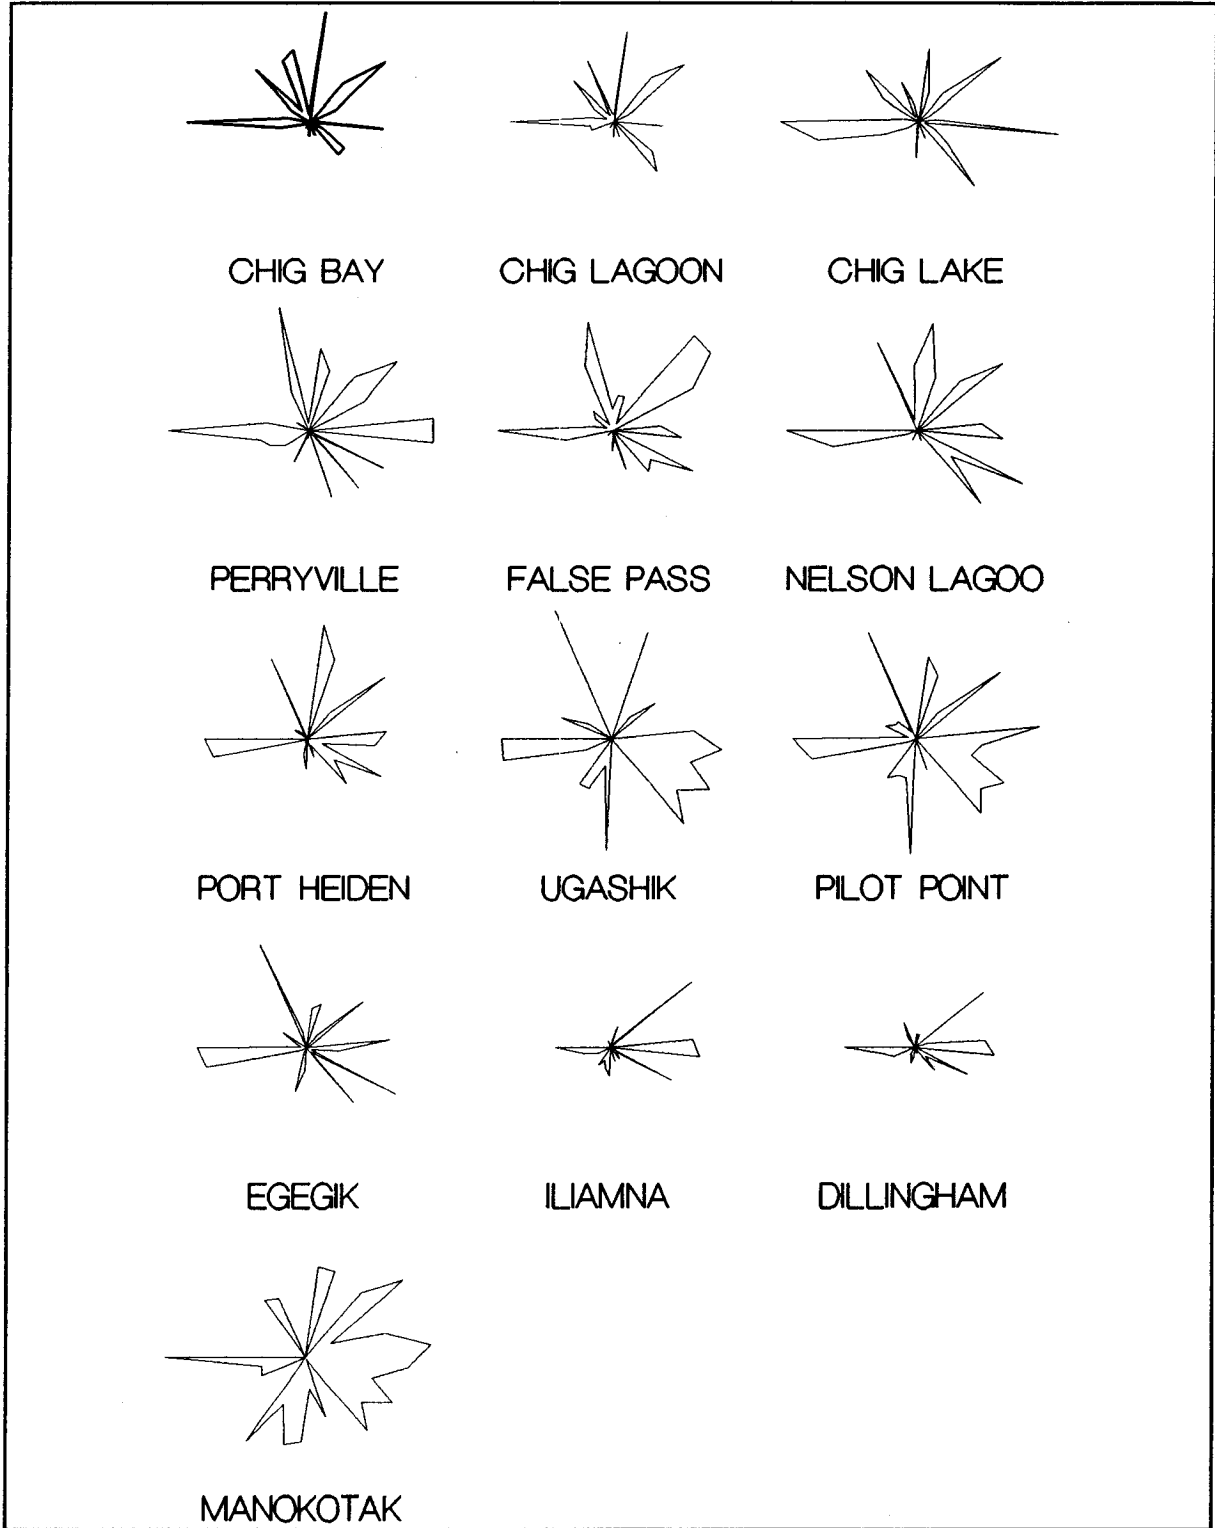 CHIG BAY CHIG LAGOON CHIG LAKE
PERRYVILLE FALSE PASS NELSON LAGOO
PORT HEIDEN UGASHIK PILOT POINT
EGEGIK ILIAMNA DILLINGHAM
MANOKOTAK